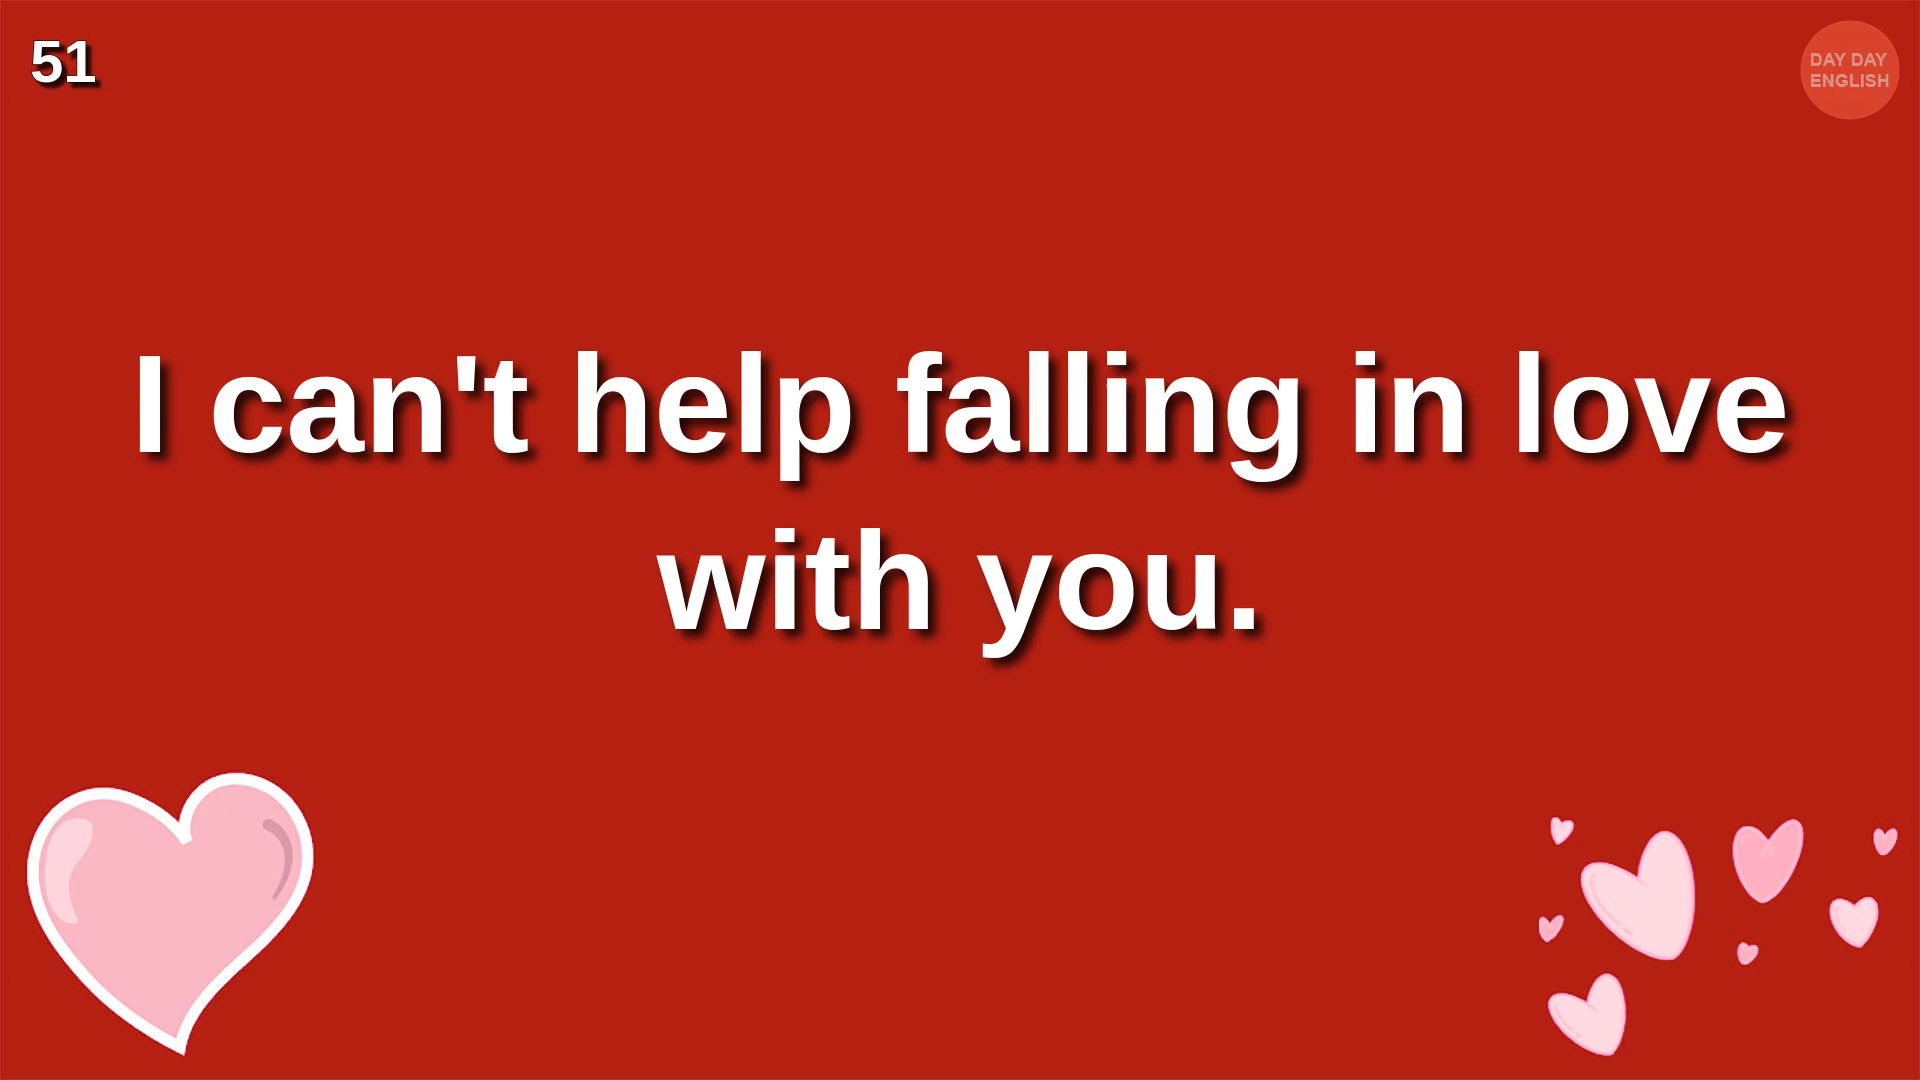 51
DAY DAY
ENGLISH
I can't help falling in love
with you.